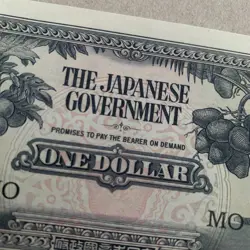 THE JAPANESE
GOVERNMENT
PROMISES TO PAY THE BEARER ON DEMAND
ONE DOLLAR
O MO